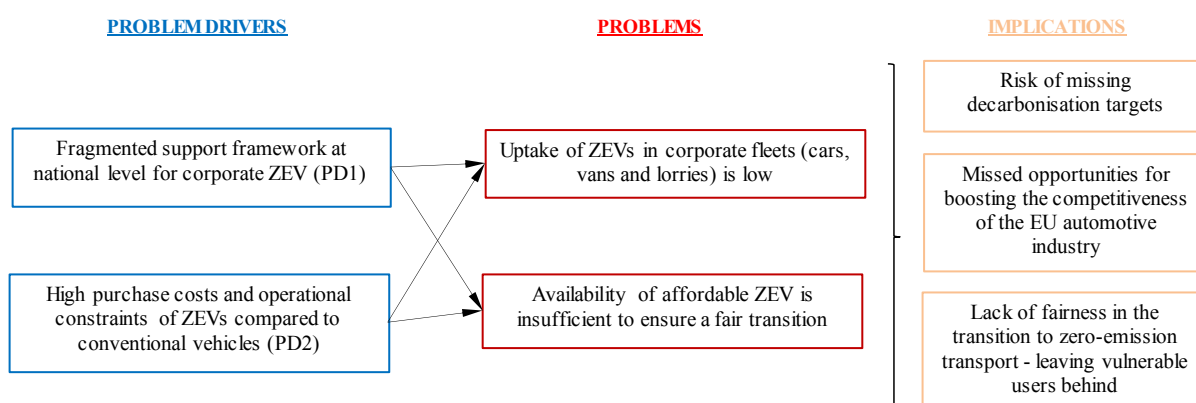 PROBLEM DRIVERS
Fragmented support framework at
national level for corporate ZEV (PD1)
High purchase costs and operational
constraints of ZEVs compared to
conventional vehicles (PD2)
PROBLEMS
Uptake of ZEVs in corporate fleets (cars,
vans and lorries) is low
Availability of affordable ZEV is
insufficient to ensure a fair transition
IMPLICATIONS
Risk of missing
decarbonisation targets
Missed opportunities for
boosting the competitiveness
of the EU automotive
industry
Lack of fairness in the
transition to zero-emission
transport - leaving vulnerable
users behind